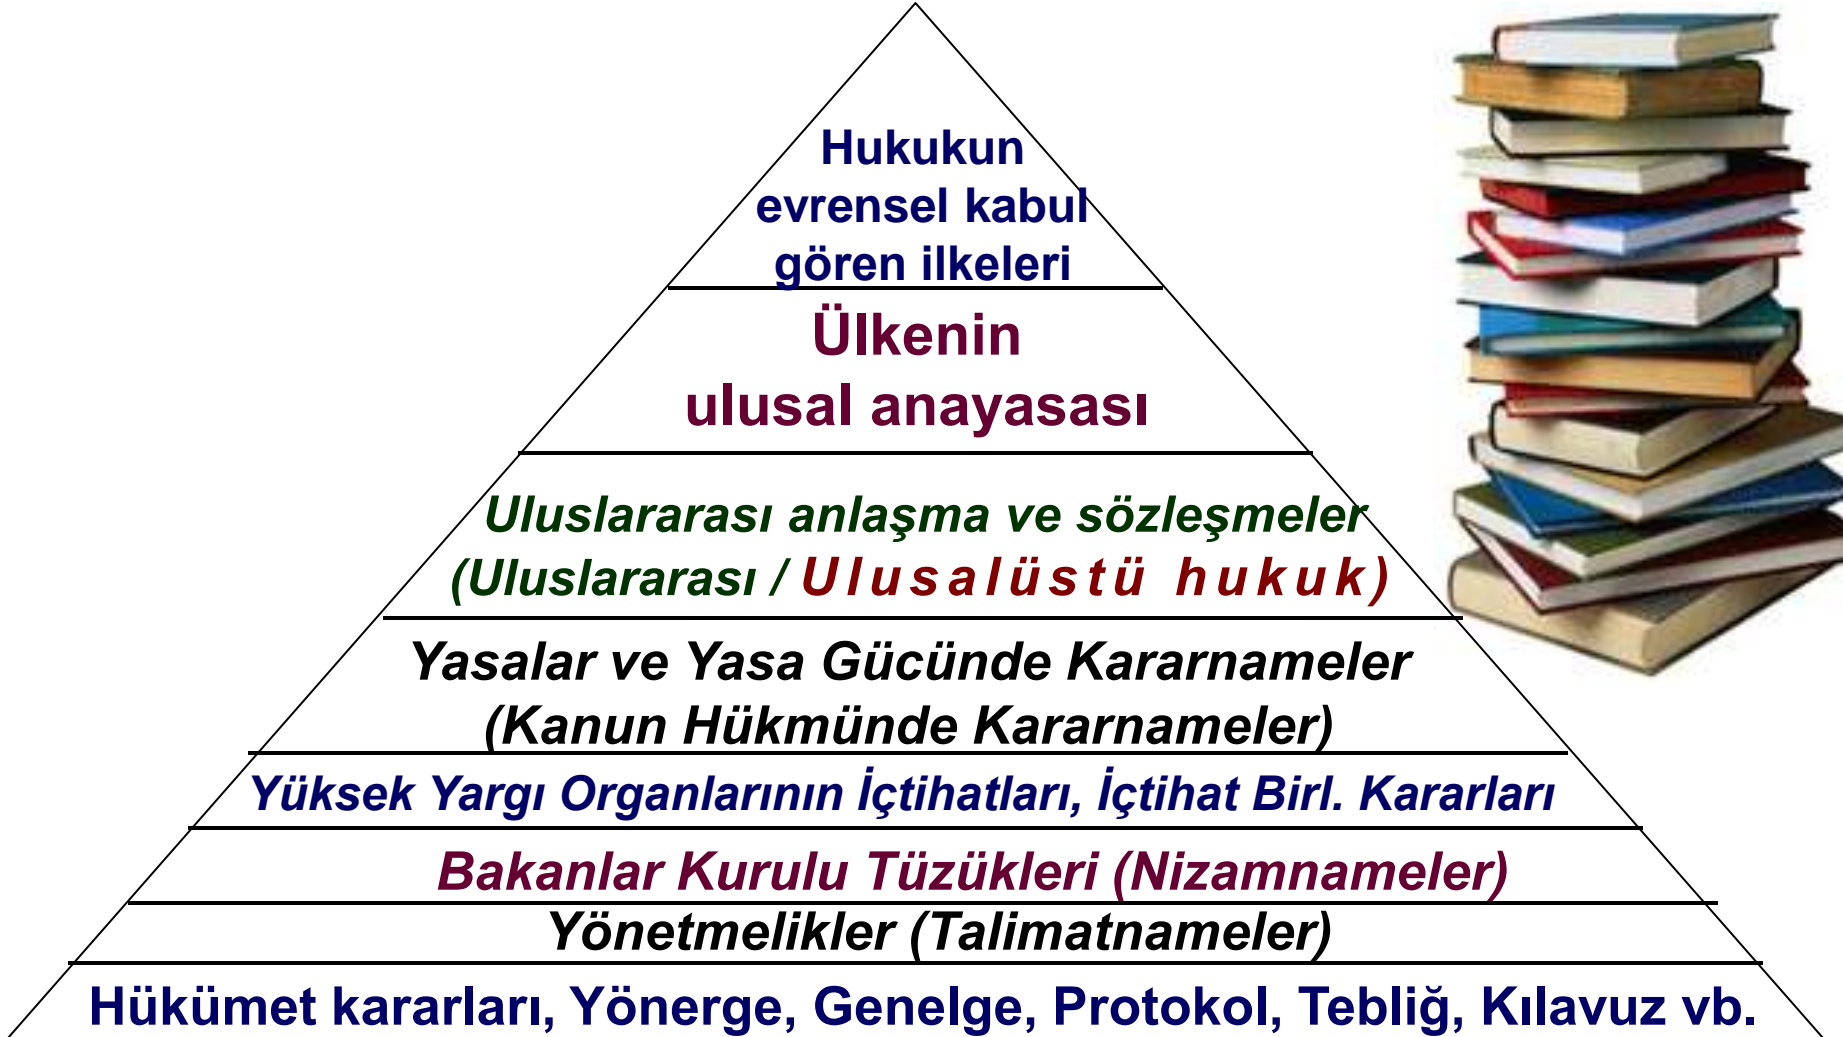 Hukukun
evrensel kabul
gören ilkeleri
Ülkenin
ulusal anayasası
Uluslararası anlaşma ve sözleşmeler
(Uluslararası / Ulusalüstü hukuk)
Yasalar ve Yasa Gücünde Kararnameler
(Kanun Hükmünde Kararnameler)
Yüksek Yargı Organlarının İçtihatları, İçtihat Birl. Kararları
Bakanlar Kurulu Tüzükleri (Nizamnameler)
Yönetmelikler (Talimatnameler)
Hükümet kararları, Yönerge, Genelge, Protokol, Tebliğ, Kılavuz vb.